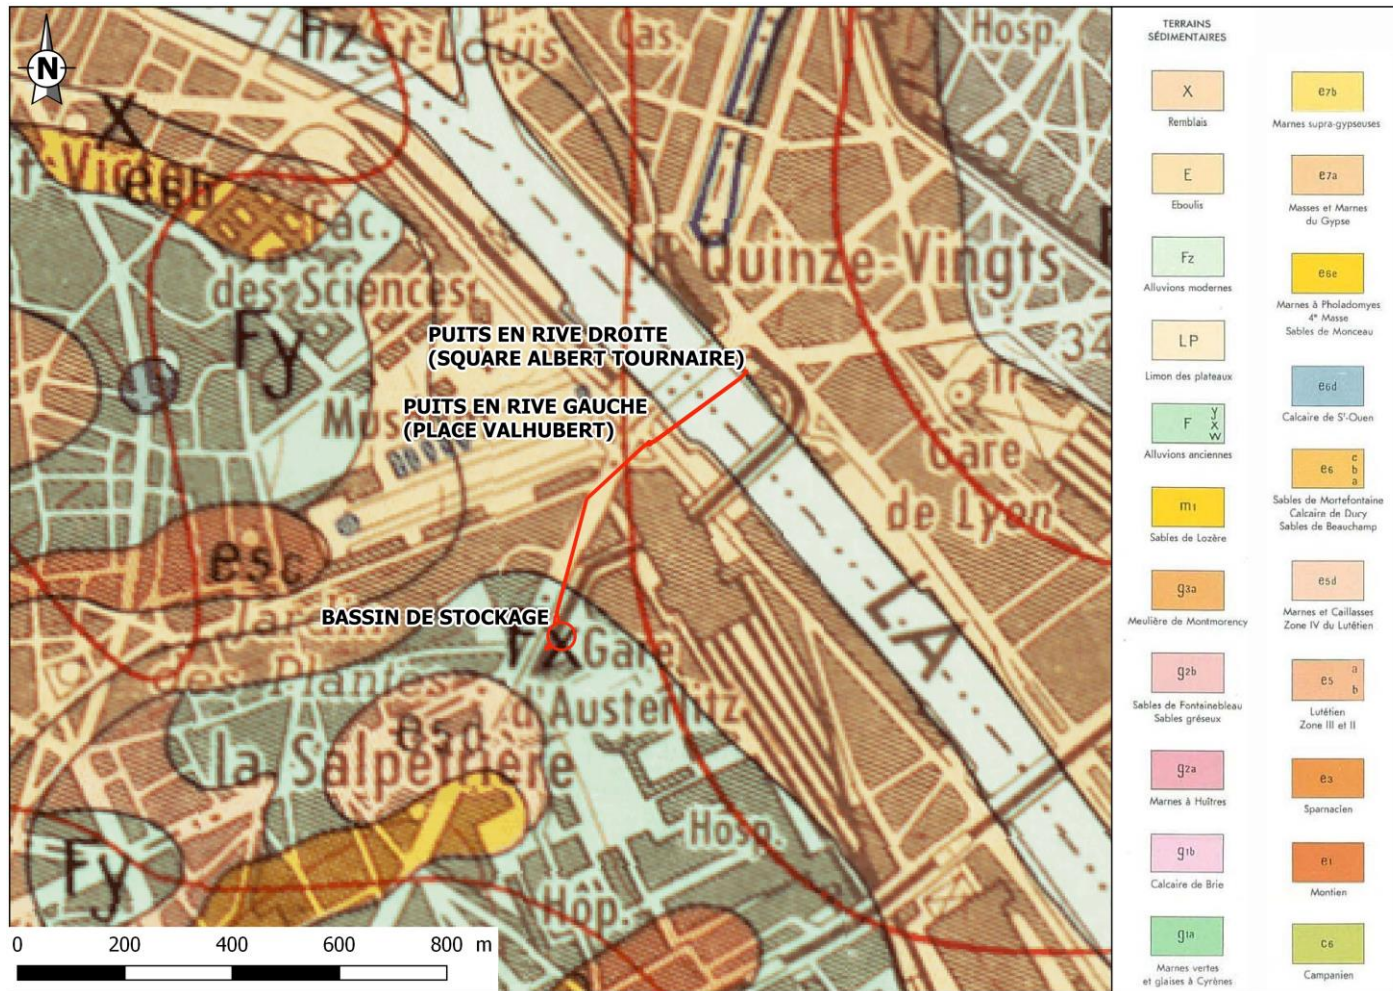 N
Fz
St-Louis
Cas.
Hosp.
X
St-Victor
e6b
Fac.
des Sciences
Fy
Quinze-Vingts
34
PUITS EN RIVE DROITE
(SQUARE ALBERT TOURNAIRE)
PUITS EN RIVE GAUCHE
(PLACE VALHUBERT)
Gare
de Lyon
e5c
LA
BASSIN DE STOCKAGE
Jardin
des Plantes
F X
Gare
d'Austerlitz
e5d
la Salpêtrière
Hosp.
Fy
Hôp.
0 200 400 600 800 m
TERRAINS
SÉDIMENTAIRES
X
Remblais
E
Eboulis
Fz
Alluvions modernes
LP
Limon des plateaux
F y x w
Alluvions anciennes
m1
Sables de Lozère
g3a
Meulière de Montmorency
g2b
Sables de Fontainebleau
Sables gréseux
g2a
Marnes à Huîtres
g1b
Calcaire de Brie
g1a
Marnes vertes
et glaises à Cyrènes
e7b
Marnes supra-gypseuses
e7a
Masses et Marnes
du Gypse
e6e
Marnes à Pholadomyes
4e Masse
Sables de Monceau
e6d
Calcaire de St-Ouen
e6 c b a
Sables de Mortefontaine
Calcaire de Ducy
Sables de Beauchamp
e5d
Marnes et Caillasses
Zone IV du Lutétien
e5 a b
Lutétien
Zone III et II
e3
Sparnacien
e1
Montien
c6
Campanien